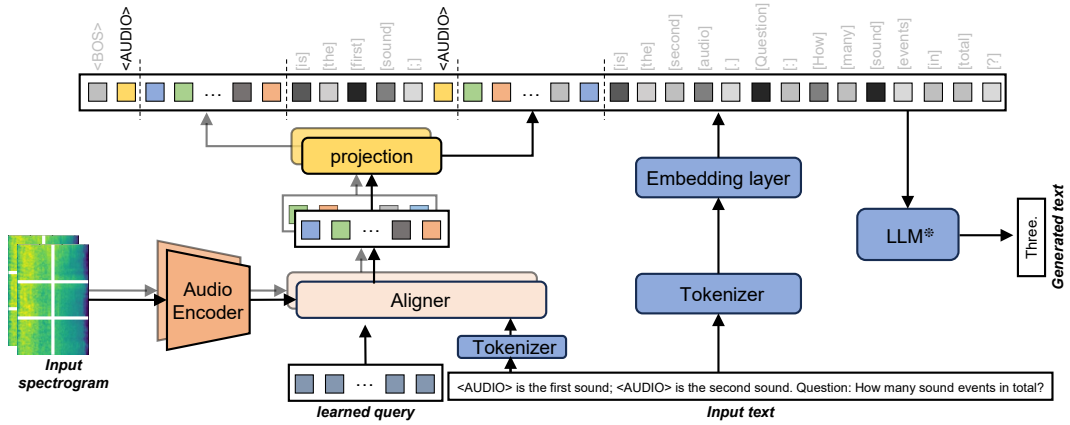 <BOS>
<AUDIO>
[is]
[the]
[first]
[sound]
[:]
<AUDIO>
[is]
[the]
[second]
[audio]
[.]
[Question]
[:]
[How]
[many]
[sound]
[events]
[in]
[total]
[?]
...
...
projection
Embedding layer
...
LLM❊
Three.
Generated text
Audio
Encoder
Aligner
Tokenizer
Tokenizer
Input
spectrogram
...
<AUDIO> is the first sound; <AUDIO> is the second sound. Question: How many sound events in total?
learned query
Input text